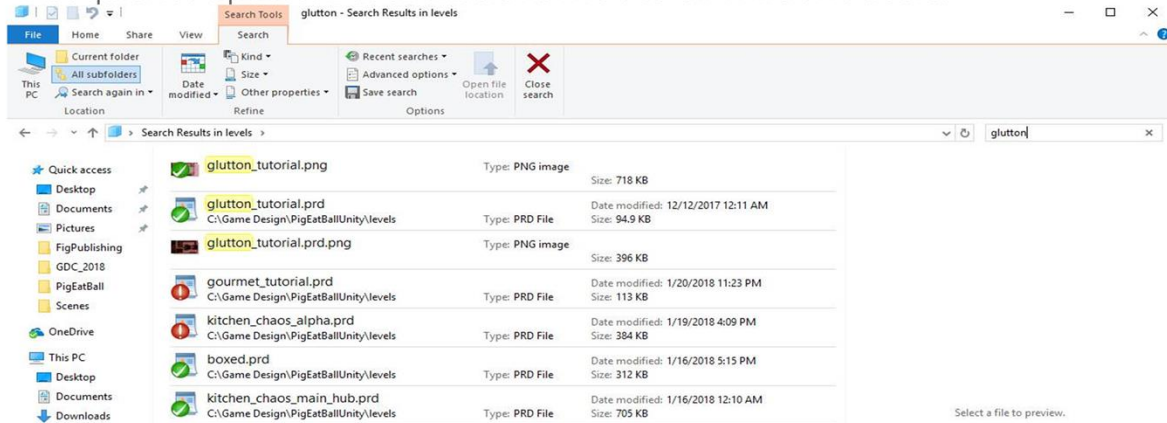 Search Tools glutton - Search Results in levels
File Home Share View Search
Current folder
All subfolders
Search again in
This PC
Location
Date modified
Kind
Size
Other properties
Refine
Recent searches
Advanced options
Save search
Options
Open file location
Close search
Search Results in levels
glutton
Quick access
Desktop
Documents
Pictures
FigPublishing
GDC_2018
PigEatBall
Scenes
OneDrive
This PC
Desktop
Documents
Downloads
glutton_tutorial.png Type: PNG image
Size: 718 KB
glutton_tutorial.prd Date modified: 12/12/2017 12:11 AM
C:\Game Design\PigEatBallUnity\levels Type: PRD File Size: 94.9 KB
glutton_tutorial.prd.png Type: PNG image
Size: 396 KB
gourmet_tutorial.prd Date modified: 1/20/2018 11:23 PM
C:\Game Design\PigEatBallUnity\levels Type: PRD File Size: 113 KB
kitchen_chaos_alpha.prd Date modified: 1/19/2018 4:09 PM
C:\Game Design\PigEatBallUnity\levels Type: PRD File Size: 384 KB
boxed.prd Date modified: 1/16/2018 5:15 PM
C:\Game Design\PigEatBallUnity\levels Type: PRD File Size: 312 KB
kitchen_chaos_main_hub.prd Date modified: 1/16/2018 12:10 AM
C:\Game Design\PigEatBallUnity\levels Type: PRD File Size: 705 KB
Select a file to preview.